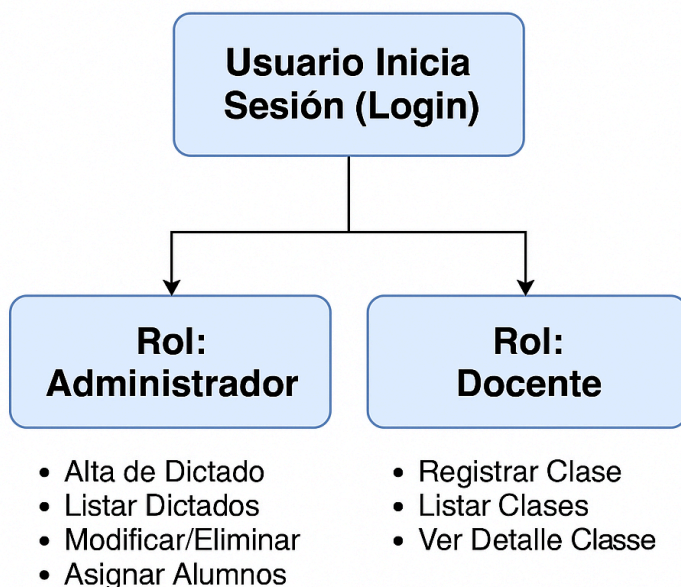 Usuario Inicia
Sesión (Login)
Rol:
Administrador
Rol:
Docente
• Alta de Dictado
• Listar Dictados
• Modificar/Eliminar
• Asignar Alumnos
• Registrar Clase
• Listar Clases
• Ver Detalle Classe